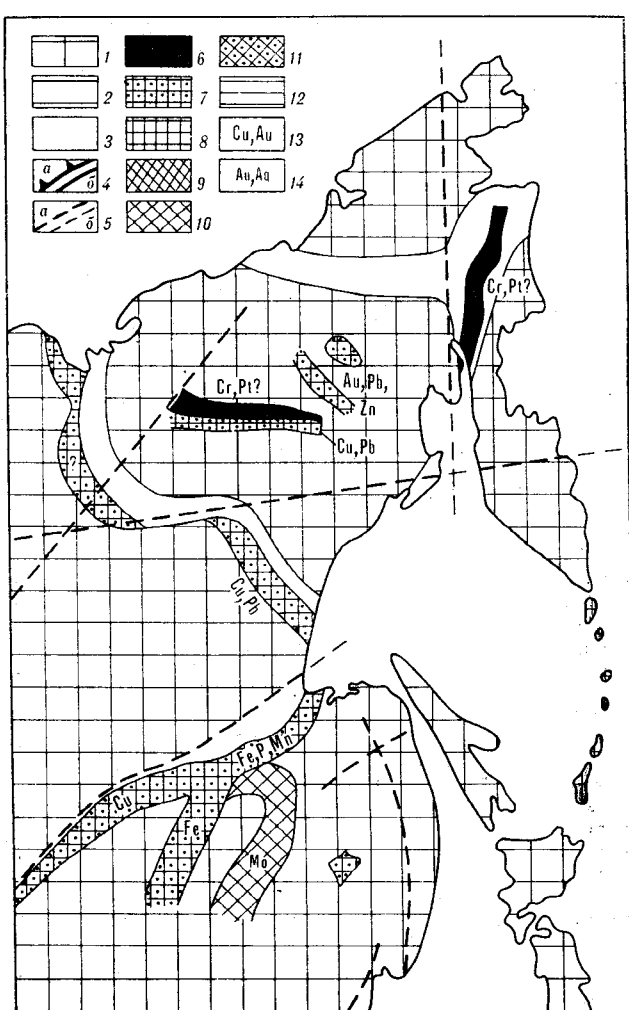 1
2
3
а
б
4
а
б
5
6
7
8
9
10
11
12
Cu,Au
13
Au,Ag
14
Cr,Pt?
Cr,Pt?
Au,Pb,
Zn
Cu,Pb
?
Cu,Pb
Fe,P,Mn
Cu
Fe
Mo